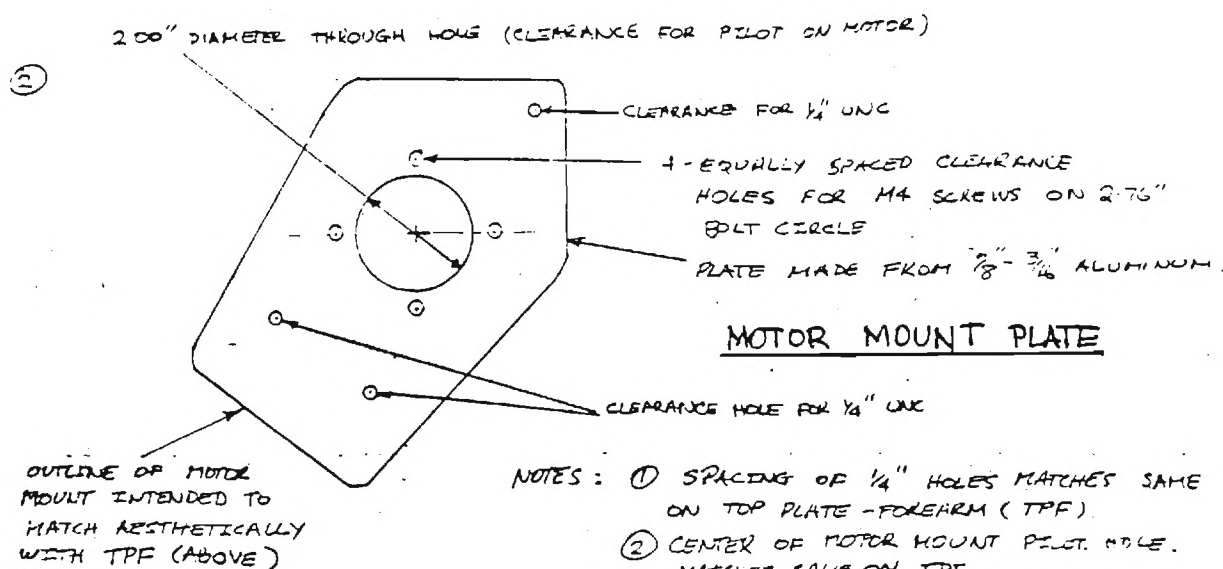 2.00" DIAMETER THROUGH HOLE (CLEARANCE FOR PILOT ON MOTOR)
②
CLEARANCE FOR 1/4" UNC
4 - EQUALLY SPACED CLEARANCE
HOLES FOR M4 SCREWS ON 2.76"
BOLT CIRCLE
PLATE MADE FROM 3/16" ALUMINUM.
MOTOR MOUNT PLATE
CLEARANCE HOLE FOR 1/4" UNC
OUTLINE OF MOTOR
MOUNT INTENDED TO
MATCH AESTHETICALLY
WITH TPF (ABOVE)
NOTES: ① SPACING OF 1/4" HOLES MATCHES SAME
ON TOP PLATE - FOREARM (TPF)
② CENTER OF MOTOR MOUNT PILOT HOLE.
ON TPF